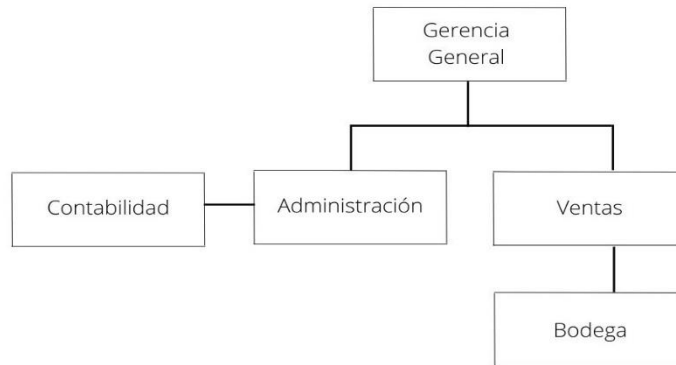 Gerencia
General
Contabilidad
Administración
Ventas
Bodega